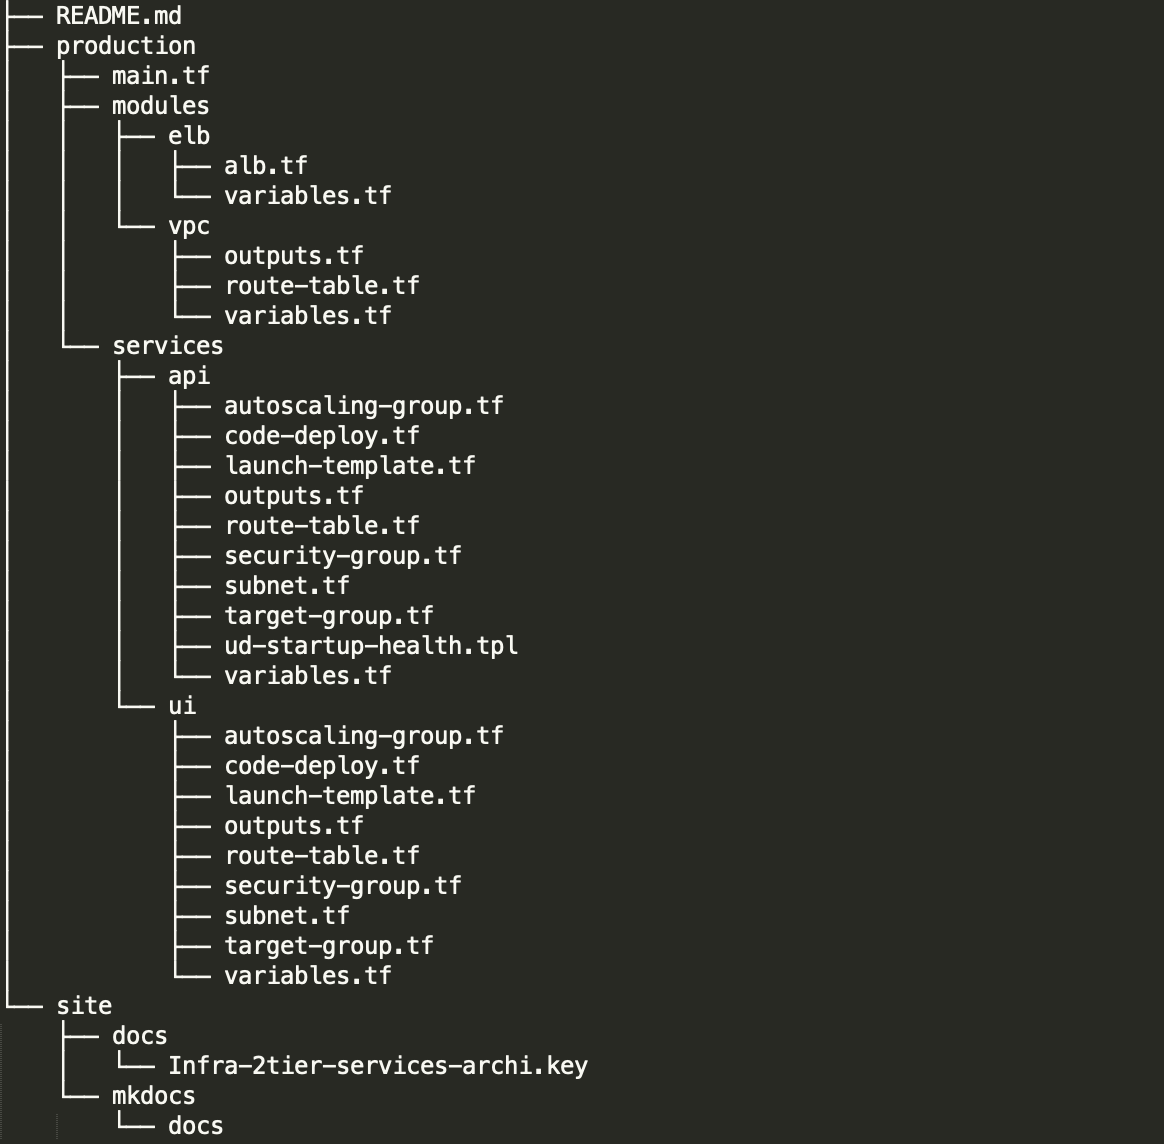 ├── README.md
├── production
│   ├── main.tf
│   ├── modules
│   │   ├── elb
│   │   │   ├── alb.tf
│   │   │   └── variables.tf
│   │   └── vpc
│   │       ├── outputs.tf
│   │       ├── route-table.tf
│   │       └── variables.tf
│   └── services
│       ├── api
│       │   ├── autoscaling-group.tf
│       │   ├── code-deploy.tf
│       │   ├── launch-template.tf
│       │   ├── outputs.tf
│       │   ├── route-table.tf
│       │   ├── security-group.tf
│       │   ├── subnet.tf
│       │   ├── target-group.tf
│       │   ├── ud-startup-health.tpl
│       │   └── variables.tf
│       └── ui
│           ├── autoscaling-group.tf
│           ├── code-deploy.tf
│           ├── launch-template.tf
│           ├── outputs.tf
│           ├── route-table.tf
│           ├── security-group.tf
│           ├── subnet.tf
│           ├── target-group.tf
│           └── variables.tf
└── site
    ├── docs
    │   └── Infra-2tier-services-archi.key
    └── mkdocs
        └── docs